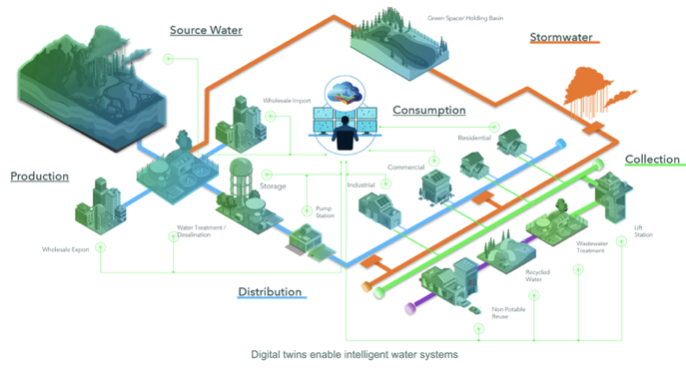 Green Space/ Holding Basin
Source Water
Stormwater
Wholesale Import
Consumption
Residential
Collection
Commercial
Production
Storage
Industrial
Pump
Station
Water Treatment /
Desalination
Lift
Station
Wholesale Export
Wastewater
Treatment
Recycled
Water
Distribution
Non-Potable
Reuse
Digital twins enable intelligent water systems